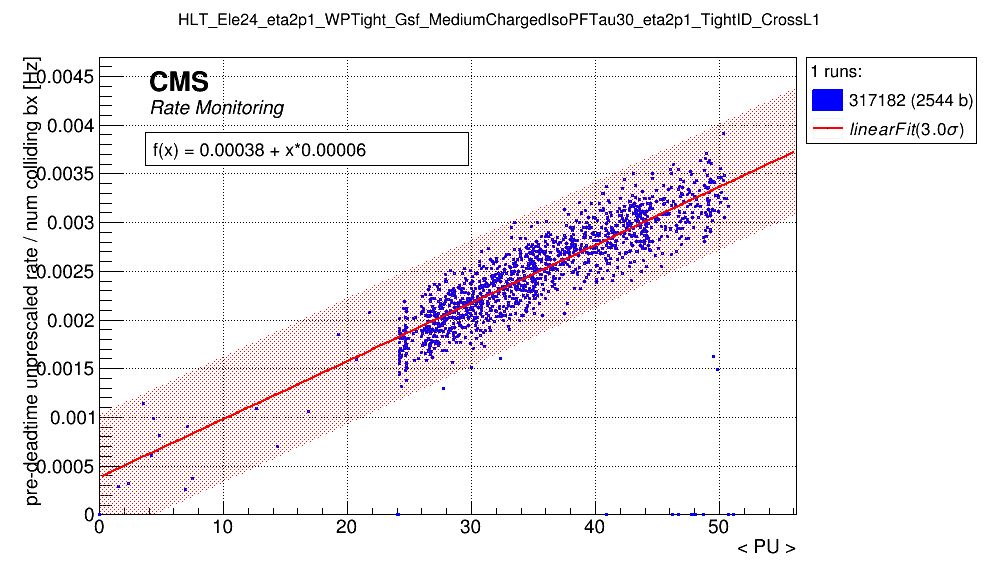 HLT_Ele24_eta2p1_WPTight_Gsf_MediumChargedIsoPFTau30_eta2p1_TightID_CrossL1
pre-deadtime unprescaled rate / num colliding bx [Hz]
0.0045
0.004
0.0035
0.003
0.0025
0.002
0.0015
0.001
0.0005
0
CMS
Rate Monitoring
f(x) = 0.00038 + x*0.00006
1 runs:
317182 (2544 b)
linearFit(3.0σ)
0 10 20 30 40 50
< PU >